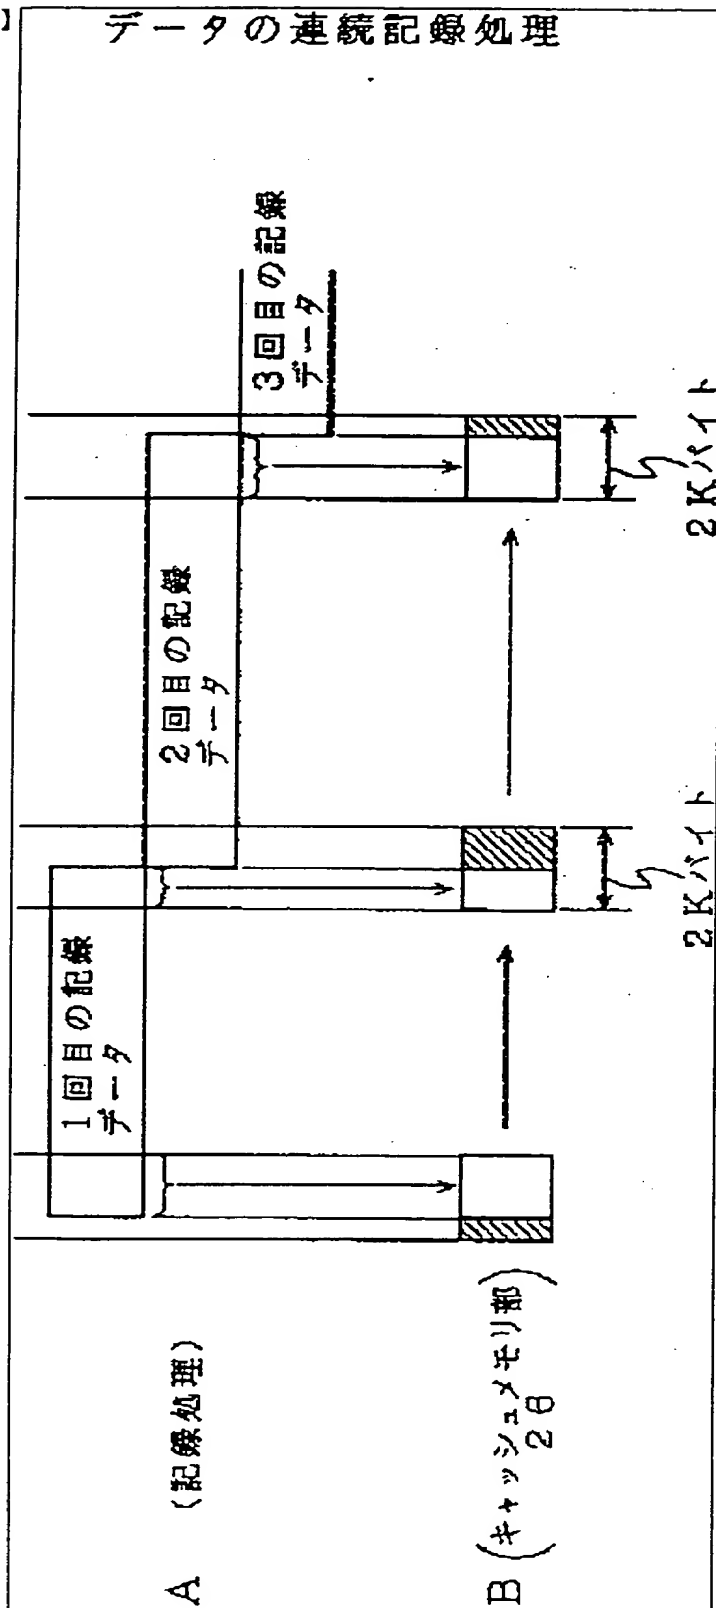 】
データの連続記録処理
1回目の記録
データ
2回目の記録
データ
3回目の記録
データ
A (記録処理)
B (キャッシュメモリ部)
26
2Kバイト
2Kバイト